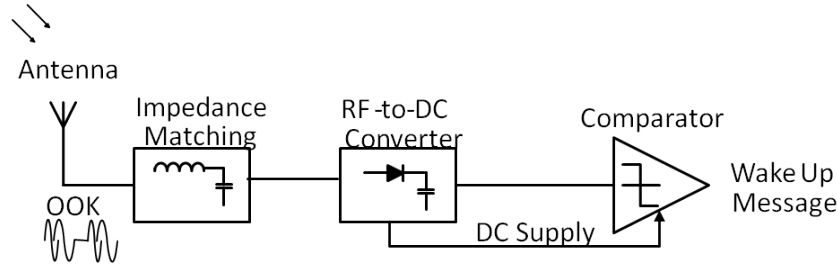 Antenna
Impedance
Matching
RF-to-DC
Converter
Comparator
Wake Up
Message
OOK
DC Supply